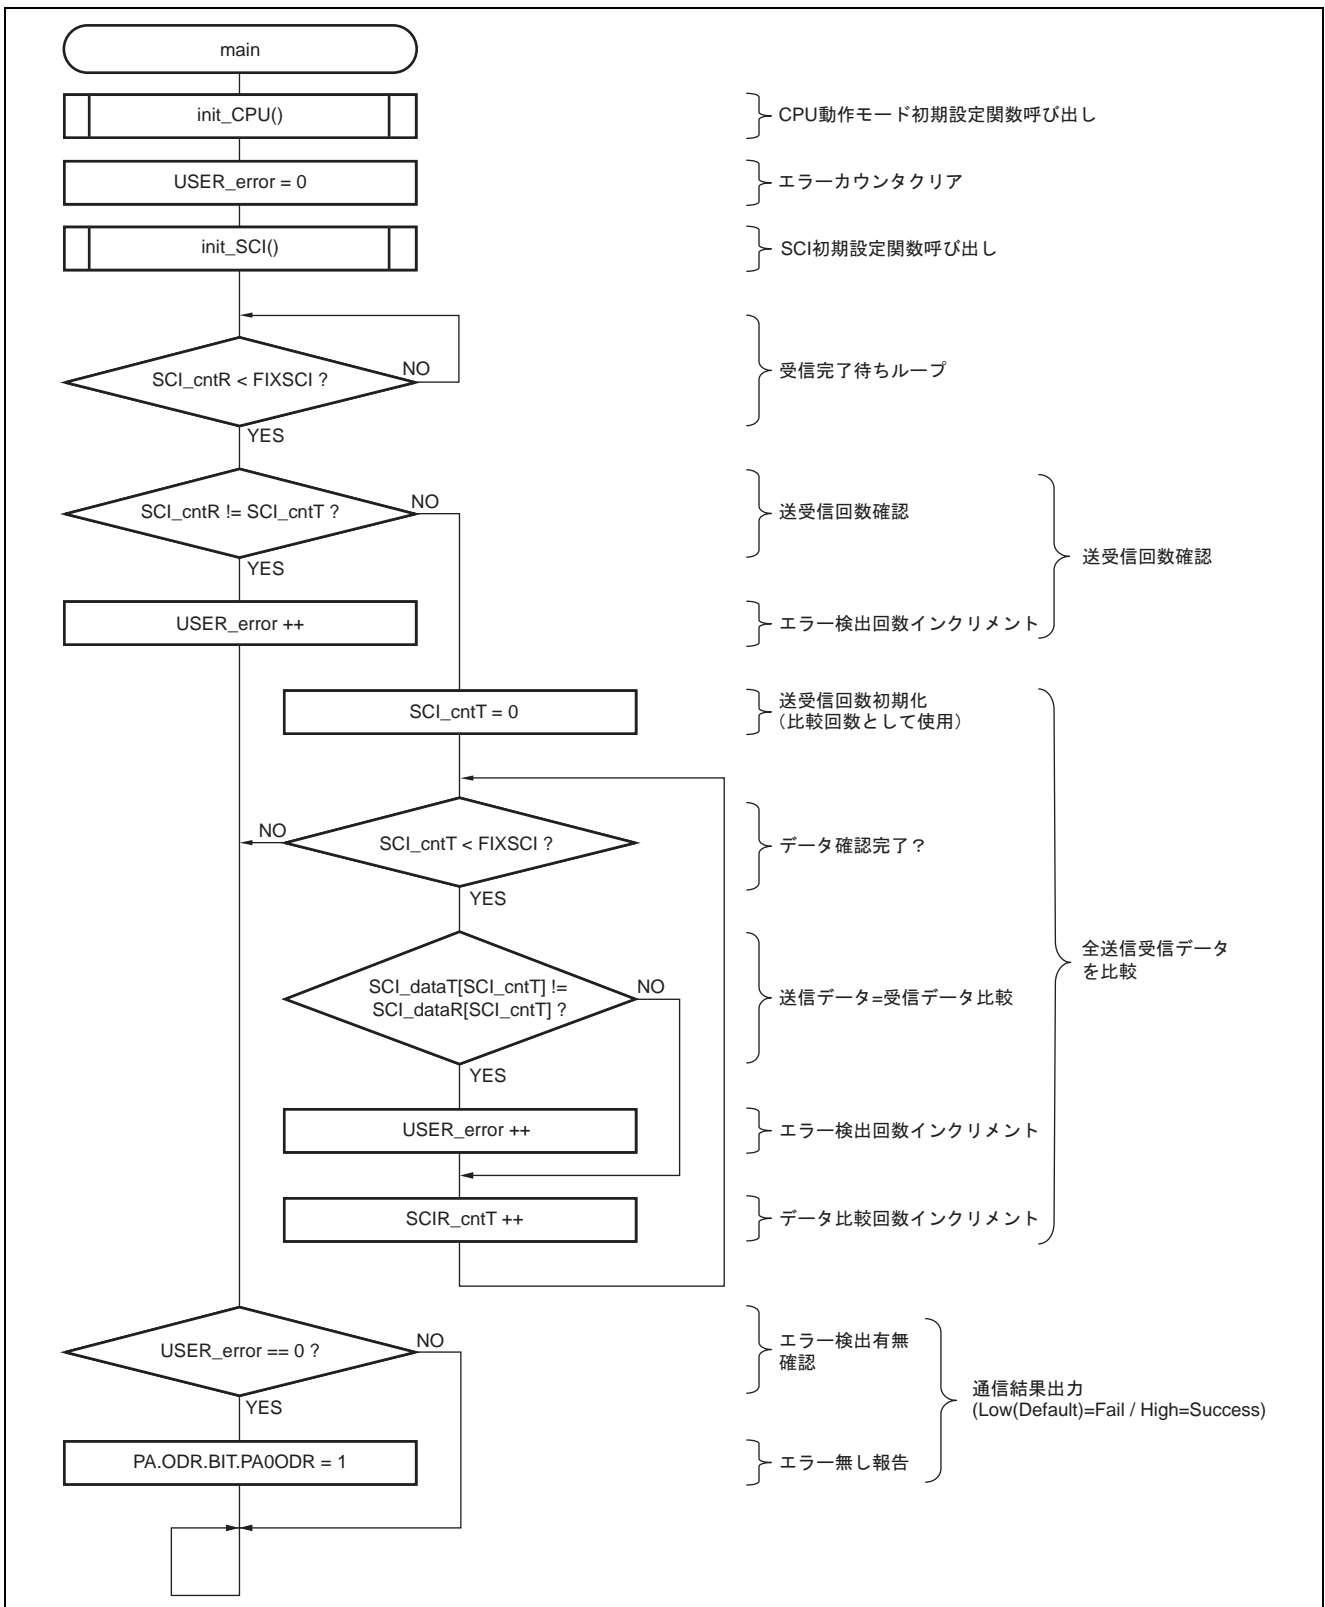 main
init_CPU()
CPU動作モード初期設定関数呼び出し
USER_error = 0
エラーカウンタクリア
init_SCI()
SCI初期設定関数呼び出し
SCI_cntR < FIXSCI ?
NO
受信完了待ちループ
YES
SCI_cntR != SCI_cntT ?
NO
送受信回数確認
YES
送受信回数確認
USER_error ++
エラー検出回数インクリメント
SCI_cntT = 0
送受信回数初期化
(比較回数として使用)
NO
SCI_cntT < FIXSCI ?
データ確認完了?
YES
SCI_dataT[SCI_cntT] !=
SCI_dataR[SCI_cntT] ?
NO
送信データ=受信データ比較
全送信受信データ
を比較
YES
USER_error ++
エラー検出回数インクリメント
SCIR_cntT ++
データ比較回数インクリメント
USER_error == 0 ?
NO
エラー検出有無
確認
YES
通信結果出力
(Low(Default)=Fail / High=Success)
PA.ODR.BIT.PA0ODR = 1
エラー無し報告